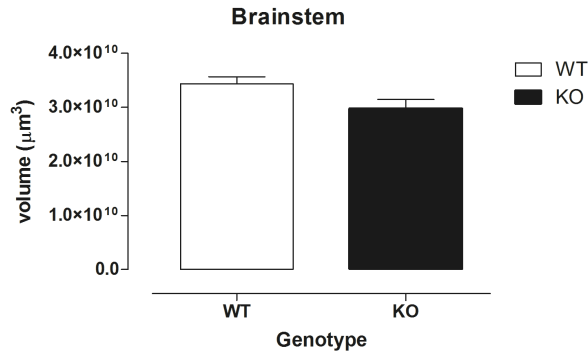 Brainstem
volume (μm³)
4.0×10¹⁰
3.0×10¹⁰
2.0×10¹⁰
1.0×10¹⁰
0.0
WT
KO
Genotype
WT
KO